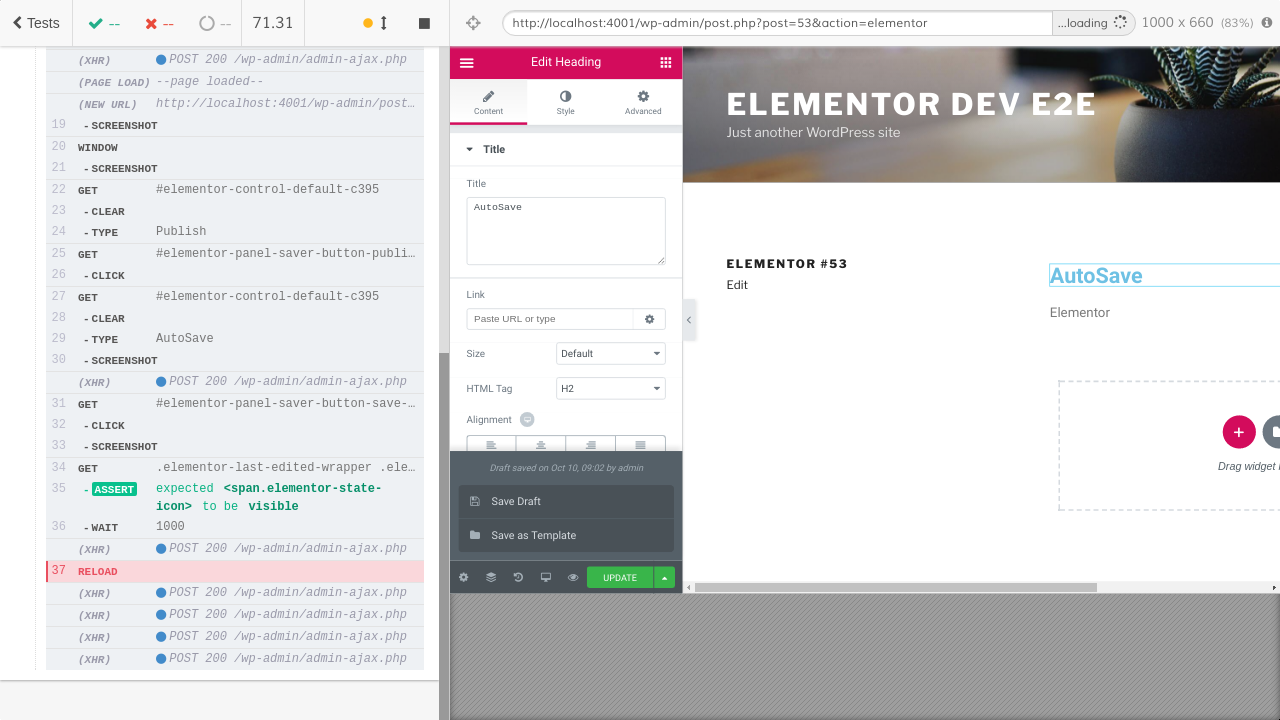 Tests
--
--
--
71.31
http://localhost:4001/wp-admin/post.php?post=53&action=elementor
...loading
1000 x 660 (83%)
(XHR) POST 200 /wp-admin/admin-ajax.php
(PAGE LOAD) --page loaded--
(NEW URL) http://localhost:4001/wp-admin/post…
19 - SCREENSHOT
20 WINDOW
21 - SCREENSHOT
22 GET #elementor-control-default-c395
23 - CLEAR
24 - TYPE Publish
25 GET #elementor-panel-saver-button-publi…
26 - CLICK
27 GET #elementor-control-default-c395
28 - CLEAR
29 - TYPE AutoSave
30 - SCREENSHOT
(XHR) POST 200 /wp-admin/admin-ajax.php
31 GET #elementor-panel-saver-button-save-…
32 - CLICK
33 - SCREENSHOT
34 GET .elementor-last-edited-wrapper .ele…
35 - ASSERT expected <span.elementor-state-
icon> to be visible
36 - WAIT 1000
(XHR) POST 200 /wp-admin/admin-ajax.php
37 RELOAD
(XHR) POST 200 /wp-admin/admin-ajax.php
(XHR) POST 200 /wp-admin/admin-ajax.php
(XHR) POST 200 /wp-admin/admin-ajax.php
(XHR) POST 200 /wp-admin/admin-ajax.php
Edit Heading
Content Style Advanced
Title
Title
AutoSave
Link
Paste URL or type
Size Default
HTML Tag H2
Alignment
Draft saved on Oct 10, 09:02 by admin
Save Draft
Save as Template
UPDATE
ELEMENTOR DEV E2E
Just another WordPress site
ELEMENTOR #53
Edit
AutoSave
Elementor
Drag widget